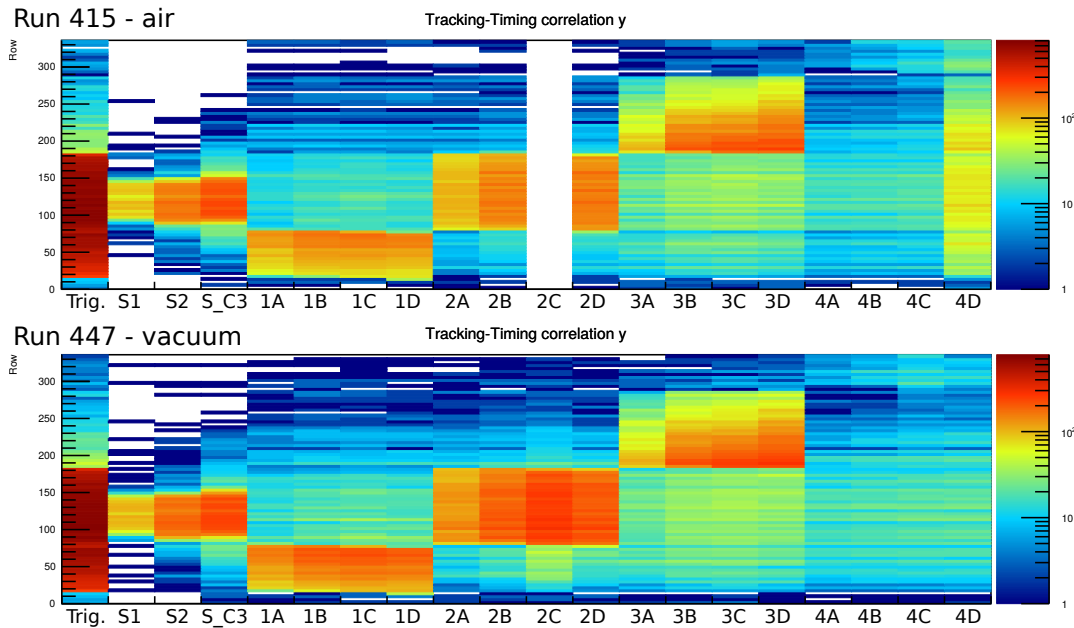 Run 415 - air
Tracking-Timing correlation y
Row
300
250
200
150
100
50
0
10²
10
1
Trig. S1 S2 S_C3 1A 1B 1C 1D 2A 2B 2C 2D 3A 3B 3C 3D 4A 4B 4C 4D
Run 447 - vacuum
Tracking-Timing correlation y
Row
300
250
200
150
100
50
0
10²
10
1
Trig. S1 S2 S_C3 1A 1B 1C 1D 2A 2B 2C 2D 3A 3B 3C 3D 4A 4B 4C 4D